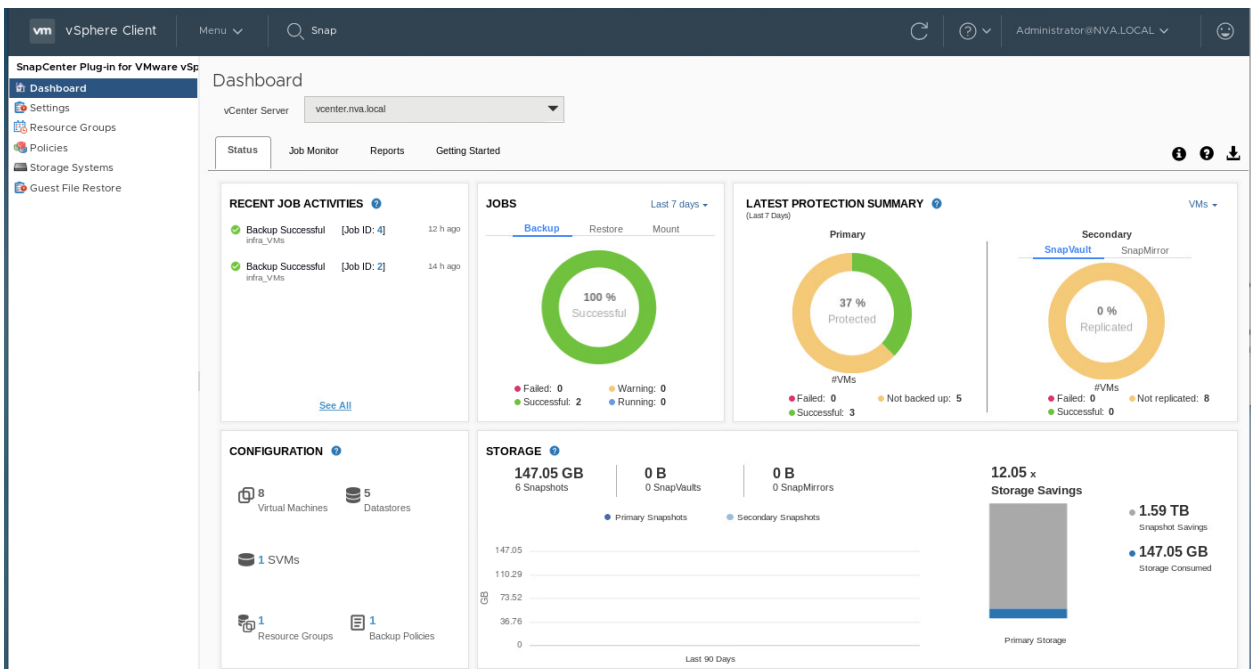 vm vSphere Client Menu Snap Administrator@NVA.LOCAL
SnapCenter Plug-in for VMware vSp
Dashboard
Settings
Resource Groups
Policies
Storage Systems
Guest File Restore
Dashboard
vCenter Server vcenter.nva.local
Status Job Monitor Reports Getting Started
RECENT JOB ACTIVITIES
Backup Successful [Job ID: 4] 12 h ago
infra_VMs
Backup Successful [Job ID: 2] 14 h ago
infra_VMs
See All
JOBS Last 7 days
Backup Restore Mount
100 %
Successful
Failed: 0 Warning: 0
Successful: 2 Running: 0
LATEST PROTECTION SUMMARY VMs
(Last 7 Days)
Primary
37 %
Protected
#VMs
Failed: 0 Not backed up: 5
Successful: 3
Secondary
SnapVault SnapMirror
0 %
Replicated
#VMs
Failed: 0 Not replicated: 8
Successful: 0
CONFIGURATION
8 Virtual Machines
5 Datastores
1 SVMs
1 Resource Groups
1 Backup Policies
STORAGE
147.05 GB 0 B 0 B
6 Snapshots 0 SnapVaults 0 SnapMirrors
Primary Snapshots Secondary Snapshots
147.05
110.29
73.52
36.76
0
GB
Last 90 Days
12.05 x
Storage Savings
1.59 TB
Snapshot Savings
147.05 GB
Storage Consumed
Primary Storage